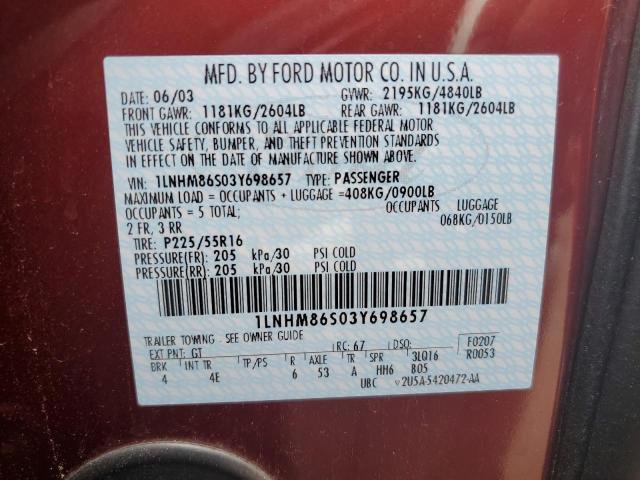 MFD. BY FORD MOTOR CO. IN U.S.A.
DATE: 06/03 GVWR: 2195KG/4840LB
FRONT GAWR: 1181KG/2604LB REAR GAWR: 1181KG/2604LB
THIS VEHICLE CONFORMS TO ALL APPLICABLE FEDERAL MOTOR
VEHICLE SAFETY, BUMPER, AND THEFT PREVENTION STANDARDS
IN EFFECT ON THE DATE OF MANUFACTURE SHOWN ABOVE.
VIN: 1LNHM86S03Y698657 TYPE: PASSENGER
MAXIMUM LOAD = OCCUPANTS + LUGGAGE = 408KG/0900LB
OCCUPANTS = 5 TOTAL; OCCUPANTS LUGGAGE
2 FR, 3 RR 068KG/0150LB
TIRE: P225/55R16
PRESSURE(FR): 205 kPa/30 PSI COLD
PRESSURE(RR): 205 kPa/30 PSI COLD
1LNHM86S03Y698657
TRAILER TOWING - SEE OWNER GUIDE
EXT PNT: GT RC: 67 DSO: F0207
BRK TP/PS R AXLE TR SPR 3L016 R0053
4 4E 6 53 A HH6 B05
UBC v2U5A-5420472-AA